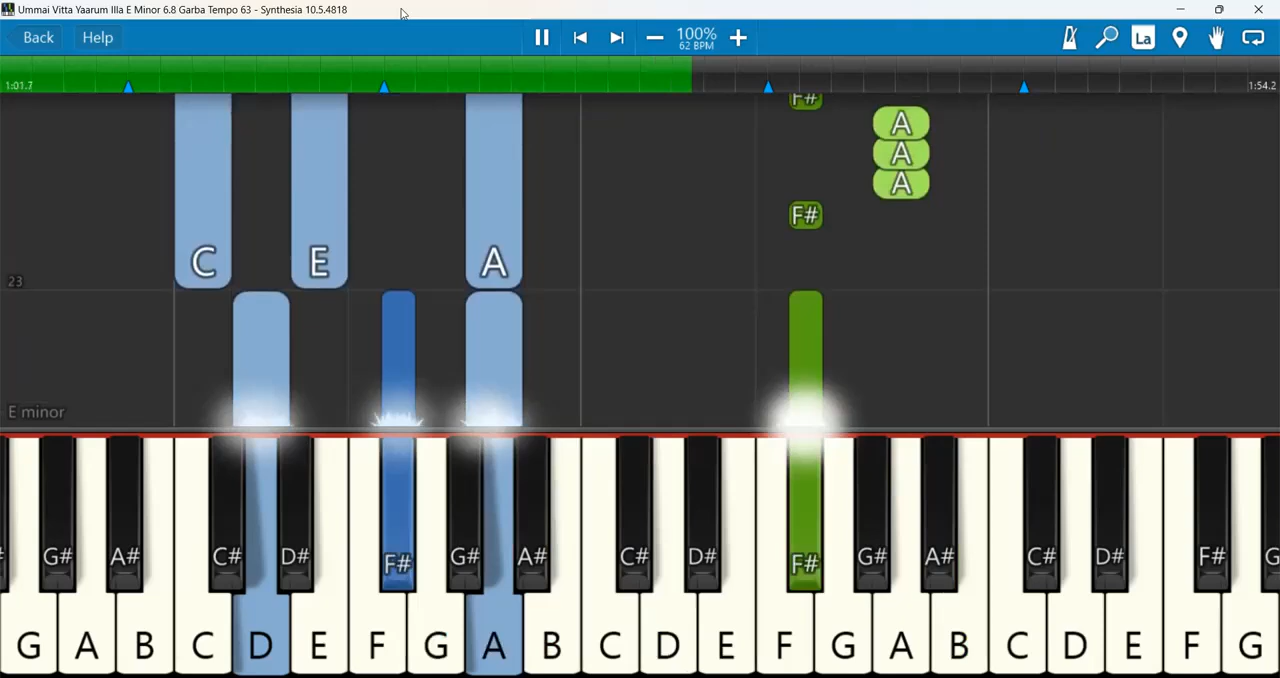 Ummai Vitta Yaarum Illa E Minor 6.8 Garba Tempo 63 - Synthesia 10.5.4818
Back Help 100% La
62 BPM
1:01.7 1:54.2
F#
A
A
A
F#
C E A
23
E minor
G# A# C# D# F# G# A# C# D# F# G# A# C# D# F# G
G A B C D E F G A B C D E F G A B C D E F G